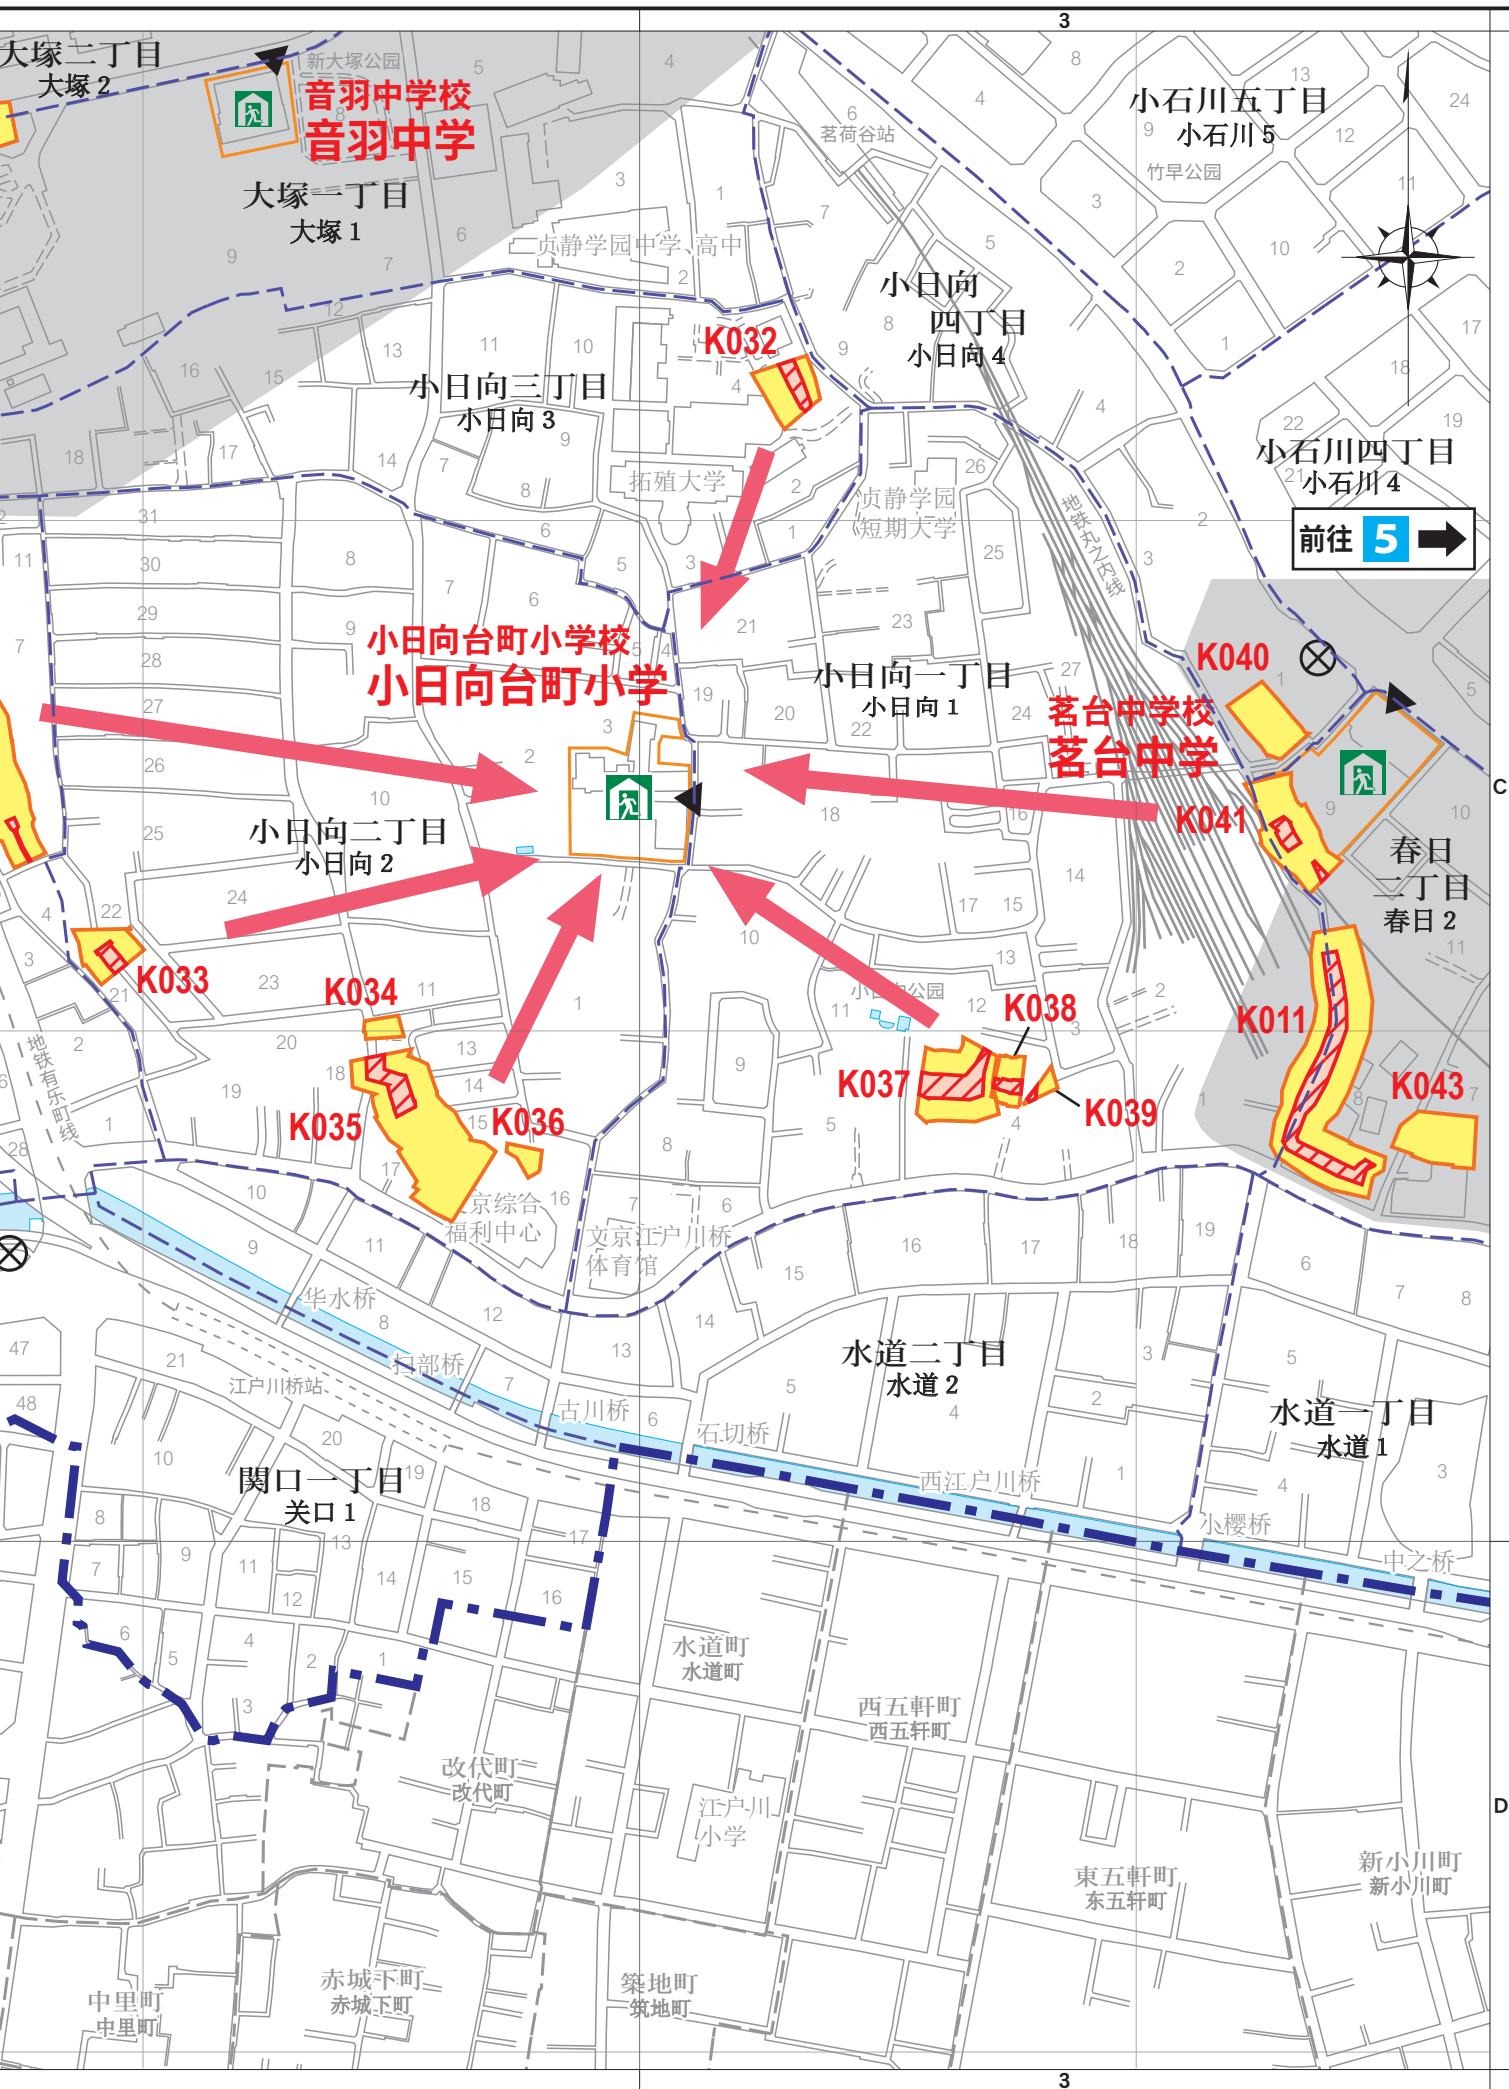 3
大塚二丁目
大塚 2
新大塚公园
音羽中学校
音羽中学
大塚一丁目
大塚 1
贞静学园中学、高中
茗荷谷站
小石川五丁目
小石川 5
竹早公园
小日向
四丁目
小日向 4
K032
小日向三丁目
小日向 3
拓殖大学
贞静学园
短期大学
地铁丸之内线
小石川四丁目
小石川 4
前往 5
小日向台町小学校
小日向台町小学
小日向一丁目
小日向 1
K040
茗台中学校
茗台中学
K041
C
春日
二丁目
春日 2
小日向二丁目
小日向 2
K033
K034
K035
K036
小日向公园
K037
K038
K039
K011
K043
地铁有乐町线
文京综合
福利中心
文京江户川桥
体育馆
华水桥
扫部桥
江户川桥站
古川桥
石切桥
西江户川桥
小樱桥
中之桥
水道二丁目
水道 2
水道一丁目
水道 1
関口一丁目
关口 1
水道町
水道町
西五軒町
西五轩町
改代町
改代町
江户川
小学
D
東五軒町
东五轩町
新小川町
新小川町
中里町
中里町
赤城下町
赤城下町
築地町
筑地町
3